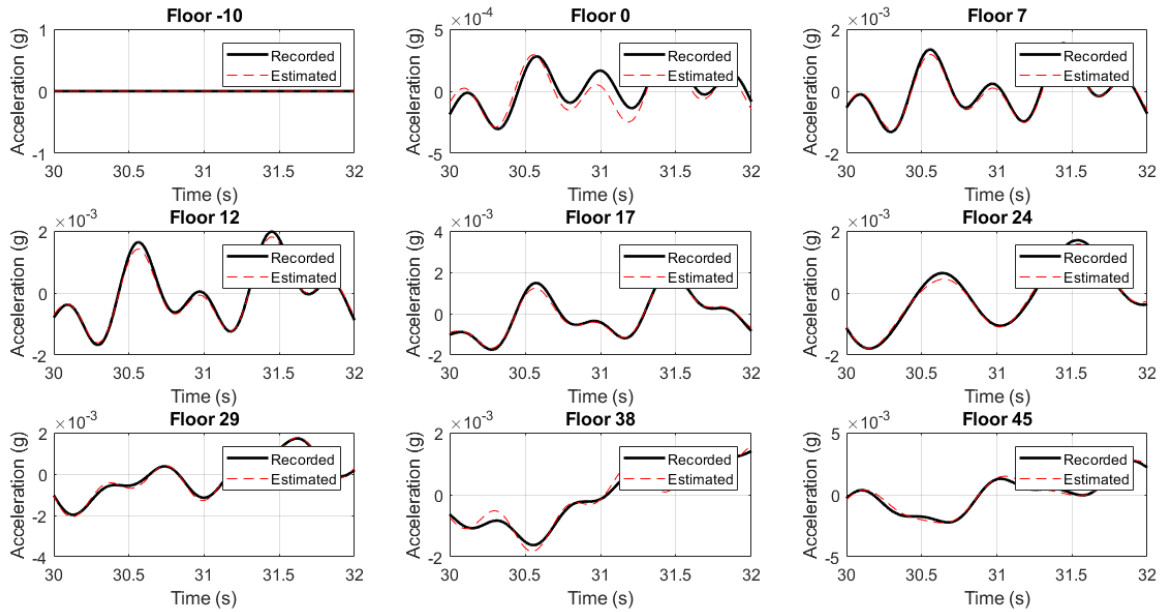 Floor -10
Acceleration (g)
1
0
-1
30
30.5
31
31.5
32
Time (s)
Recorded
Estimated
Floor 0
×10-4
Acceleration (g)
5
0
-5
30
30.5
31
31.5
32
Time (s)
Recorded
Estimated
Floor 7
×10-3
Acceleration (g)
2
0
-2
30
30.5
31
31.5
32
Time (s)
Recorded
Estimated
Floor 12
×10-3
Acceleration (g)
2
0
-2
30
30.5
31
31.5
32
Time (s)
Recorded
Estimated
Floor 17
×10-3
Acceleration (g)
4
2
0
-2
30
30.5
31
31.5
32
Time (s)
Recorded
Estimated
Floor 24
×10-3
Acceleration (g)
2
0
-2
30
30.5
31
31.5
32
Time (s)
Recorded
Estimated
Floor 29
×10-3
Acceleration (g)
2
0
-2
-4
30
30.5
31
31.5
32
Time (s)
Recorded
Estimated
Floor 38
×10-3
Acceleration (g)
2
0
-2
30
30.5
31
31.5
32
Time (s)
Recorded
Estimated
Floor 45
×10-3
Acceleration (g)
5
0
-5
30
30.5
31
31.5
32
Time (s)
Recorded
Estimated